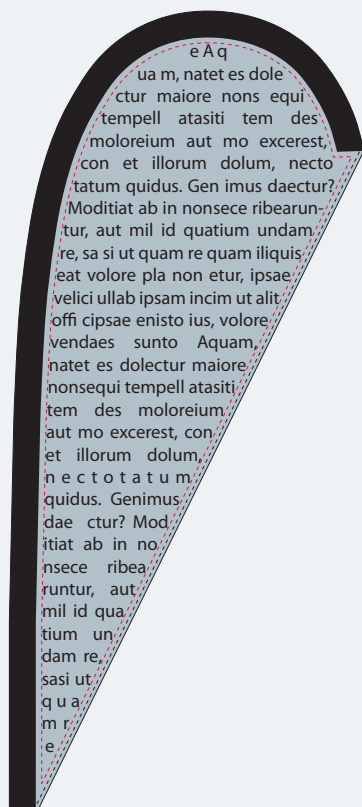 e A q
ua m, natet es dole
ctur maiore nons equi
tempell atasiti tem des
moloreium aut mo excerest,
con et illorum dolum, necto
tatum quidus. Gen imus daectur?
Moditiat ab in nonsece ribearun-
tur, aut mil id quatium undam
re, sa si ut quam re quam iliquis
eat volore pla non etur, ipsae
velici ullab ipsam incim ut alit
offi cipsae enisto ius, volore
vendaes sunto Aquam,
natet es dolectur maiore
nonsequi tempell atasiti
tem des moloreium
aut mo excerest, con
et illorum dolum,
n e c t o t a t u m
quidus. Genimus
dae ctur? Mod
itiat ab in no
nsece ribea
runtur, aut
mil id qua
tium un
dam re,
sasi ut
q u a
m r
e